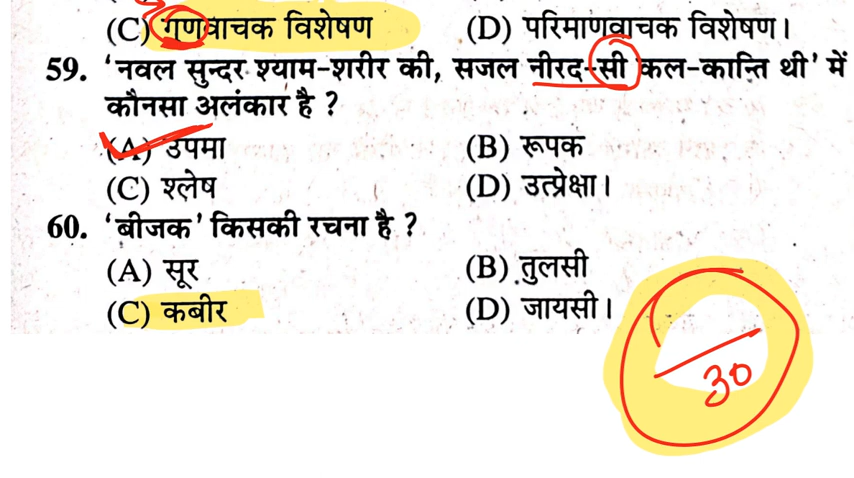 (C) गुणवाचक विशेषण (D) परिमाणवाचक विशेषण।
59. 'नवल सुन्दर श्याम-शरीर की, सजल नीरद-सी कल-कान्ति थी' में
कौनसा अलंकार है ?
(A) उपमा (B) रूपक
(C) श्लेष (D) उत्प्रेक्षा।
60. 'बीजक' किसकी रचना है ?
(A) सूर (B) तुलसी
(C) कबीर (D) जायसी।
30